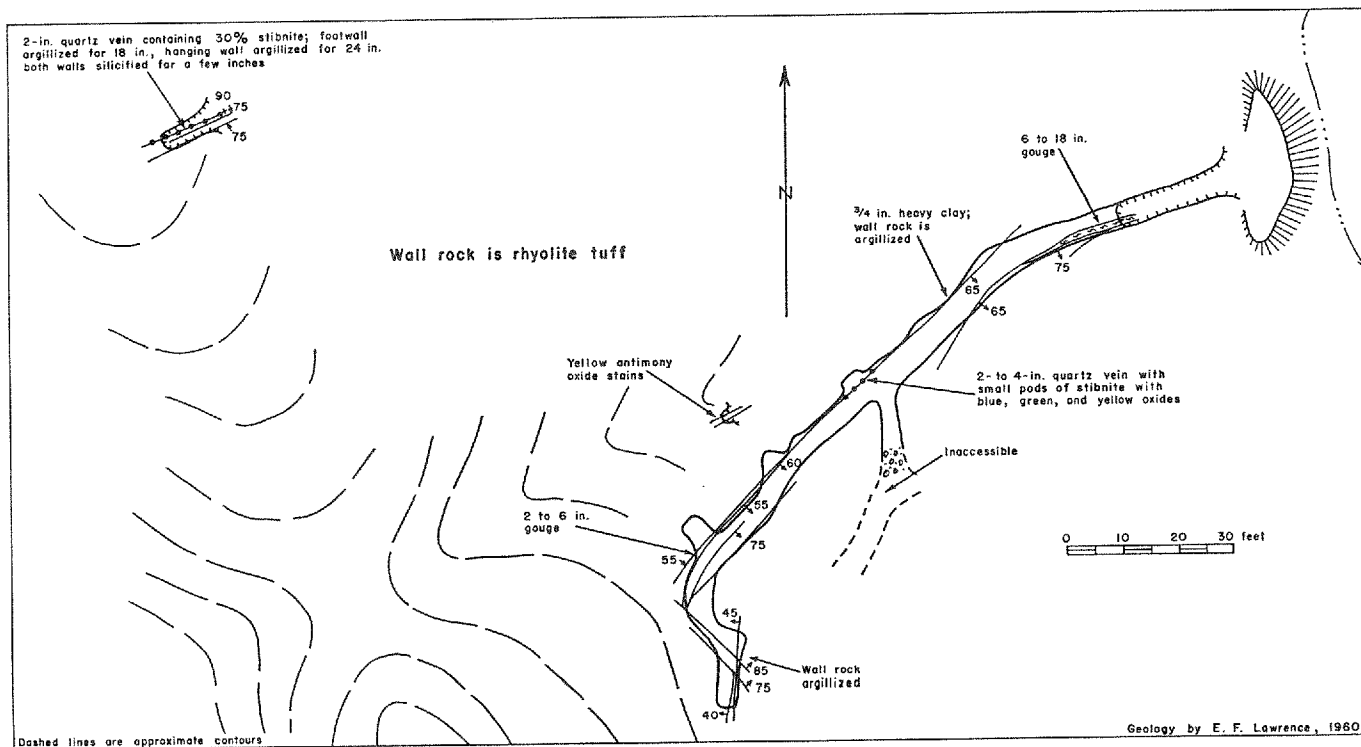 2-in. quartz vein containing 30% stibnite; footwall
argillized for 18 in., hanging wall argillized for 24 in.
both walls silicified for a few inches
90
75
75
6 to 18 in.
gouge
N
3/4 in. heavy clay;
wall rock is
argillized
Wall rock is rhyolite tuff
75
65
65
Yellow antimony
oxide stains
2- to 4-in. quartz vein with
small pods of stibnite with
blue, green, and yellow oxides
Inaccessible
60
55
75
2 to 6 in.
gouge
55
0 10 20 30 feet
45
85
75
Wall rock
argillized
40
Dashed lines are approximate contours
Geology by E. F. Lawrence, 1960